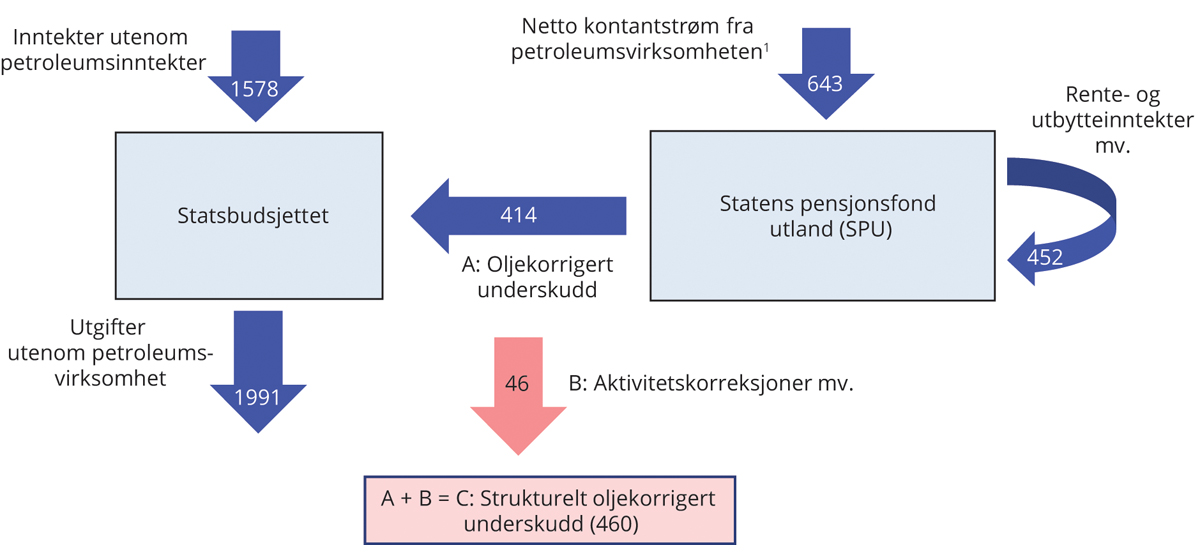 Inntekter utenom
petroleumsinntekter
1578
Netto kontantstrøm fra
petroleumsvirksomheten¹
643
Rente- og
utbytteinntekter
mv.
452
Statsbudsjettet
414
A: Oljekorrigert
underskudd
Statens pensjonsfond
utland (SPU)
Utgifter
utenom petroleums-
virksomhet
1991
46
B: Aktivitetskorreksjoner mv.
A + B = C: Strukturelt oljekorrigert
underskudd (460)